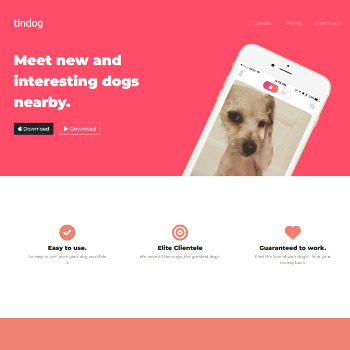 tindog
Contact Pricing Download
Meet new and
interesting dogs
nearby.
Download Download
Easy to use. Elite Clientele Guaranteed to work.
So easy to use, even your dog could do
it.
We have all the dogs, the greatest dogs.
Find the love of your dog's life or your
money back.